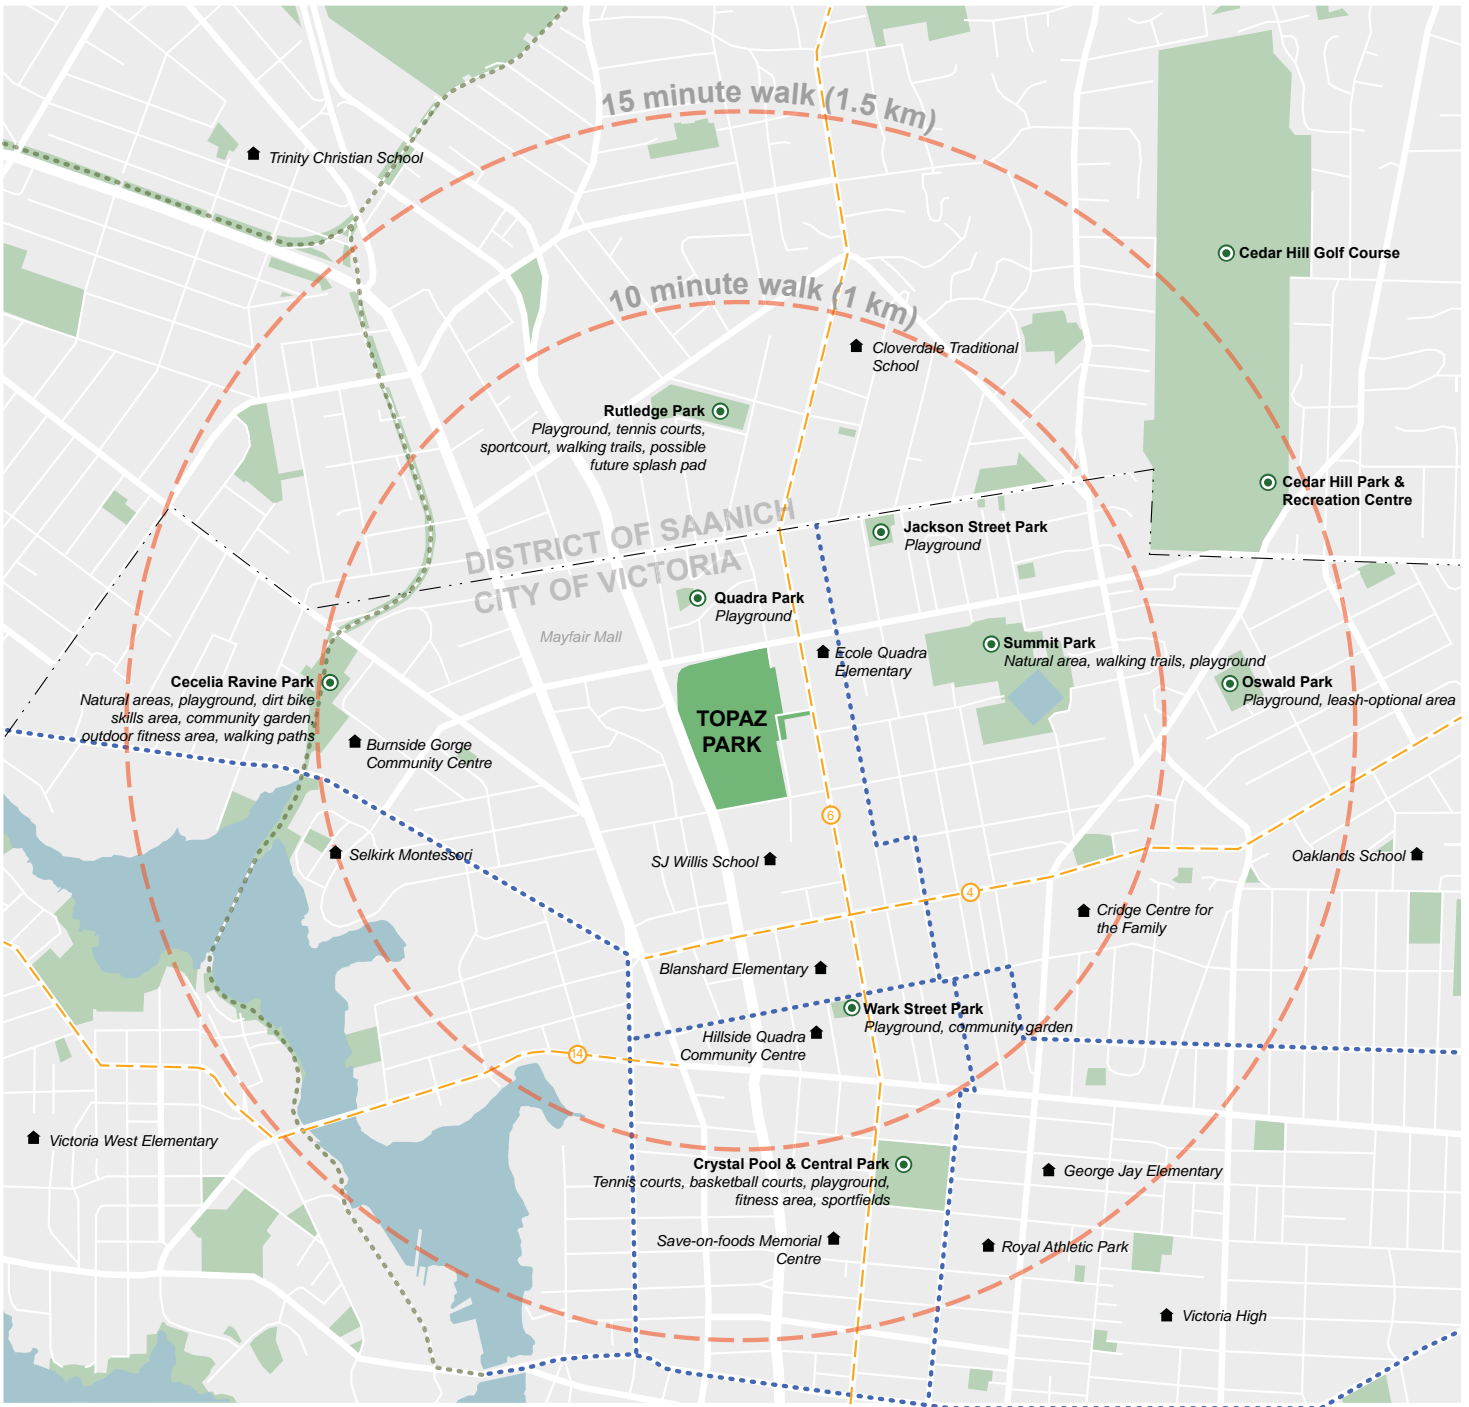 15 minute walk (1.5 km)
Trinity Christian School
Cedar Hill Golf Course
10 minute walk (1 km)
Cloverdale Traditional
School
Rutledge Park
Playground, tennis courts,
sportcourt, walking trails, possible
future splash pad
Cedar Hill Park &
Recreation Centre
DISTRICT OF SAANICH
CITY OF VICTORIA
Jackson Street Park
Playground
Quadra Park
Playground
Mayfair Mall
Ecole Quadra
Elementary
Summit Park
Natural area, walking trails, playground
Cecelia Ravine Park
Natural areas, playground, dirt bike
skills area, community garden,
outdoor fitness area, walking paths
Oswald Park
Playground, leash-optional area
TOPAZ
PARK
Burnside Gorge
Community Centre
6
Selkirk Montessori
SJ Willis School
Oaklands School
4
Cridge Centre for
the Family
Blanshard Elementary
Wark Street Park
Playground, community garden
Hillside Quadra
Community Centre
14
Victoria West Elementary
Crystal Pool & Central Park
Tennis courts, basketball courts, playground,
fitness area, sportfields
George Jay Elementary
Save-on-foods Memorial
Centre
Royal Athletic Park
Victoria High